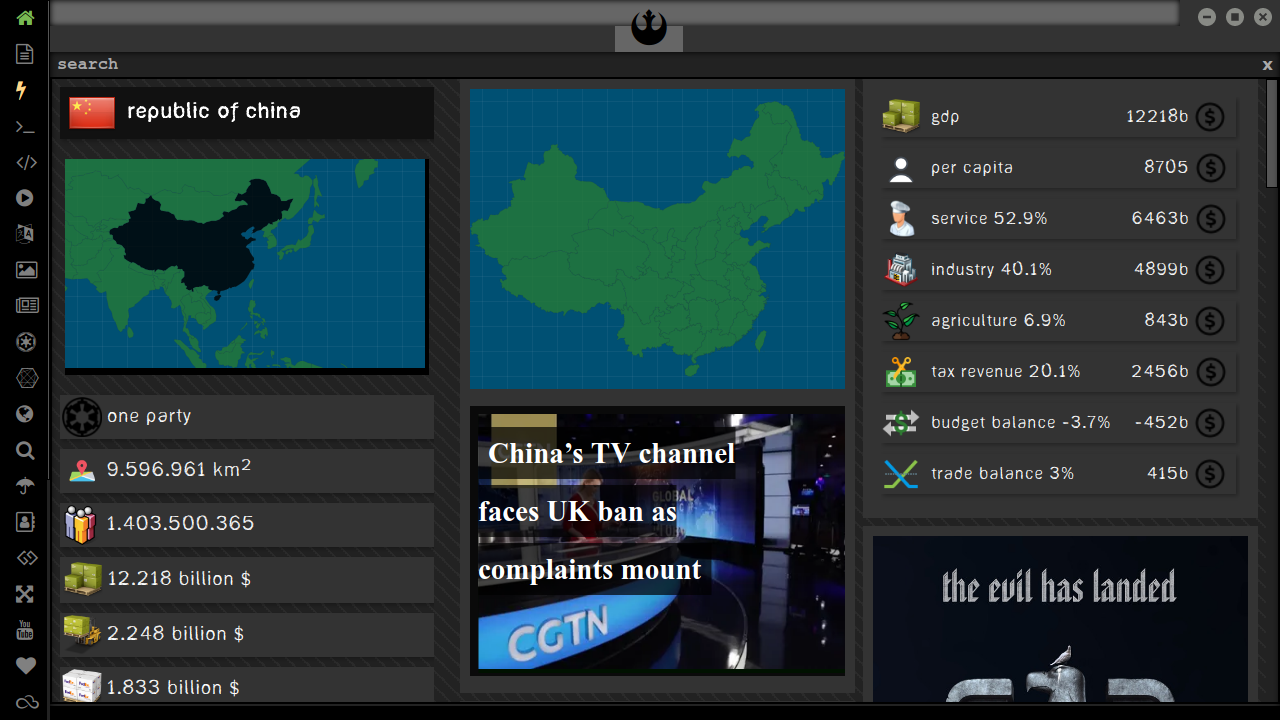 search
x
republic of china
one party
9.596.961 km²
1.403.500.365
12.218 billion $
2.248 billion $
1.833 billion $
China’s TV channel
faces UK ban as
complaints mount
GLOBAL
CGTN
gdp 12218b $
per capita 8705 $
service 52.9% 6463b $
industry 40.1% 4899b $
agriculture 6.9% 843b $
tax revenue 20.1% 2456b $
budget balance -3.7% -452b $
trade balance 3% 415b $
the evil has landed
You
Tube